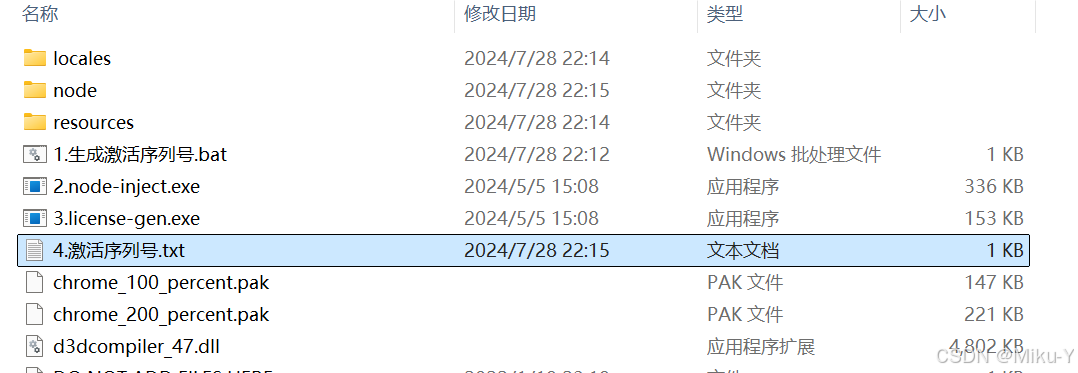 名称 修改日期 类型 大小
locales 2024/7/28 22:14 文件夹
node 2024/7/28 22:15 文件夹
resources 2024/7/28 22:14 文件夹
1.生成激活序列号.bat 2024/7/28 22:12 Windows 批处理文件 1 KB
2.node-inject.exe 2024/5/5 15:08 应用程序 336 KB
3.license-gen.exe 2024/5/5 15:08 应用程序 153 KB
4.激活序列号.txt 2024/7/28 22:15 文本文档 1 KB
chrome_100_percent.pak PAK 文件 147 KB
chrome_200_percent.pak PAK 文件 221 KB
d3dcompiler_47.dll 应用程序扩展 4,802 KB
CSDN @Miku-Y